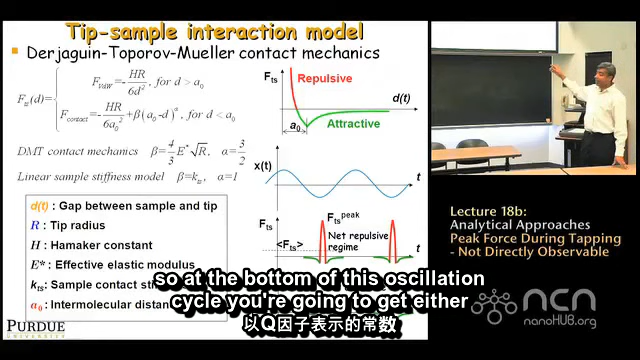 Tip-sample interaction model
Derjaguin-Toporov-Mueller contact mechanics
F_ts(d)= { F_VdW=-HR/6d², for d > a₀
F_contact=-HR/6a₀²+β(a₀-d)^α, for d < a₀
DMT contact mechanics β=4/3 E*√R, α=3/2
Linear sample stiffness model β=k_ts, α=1
d(t) : Gap between sample and tip
R : Tip radius
H : Hamaker constant
E* : Effective elastic modulus
k_ts: Sample contact sti
a₀ : Intermolecular distan
F_ts
Repulsive
d(t)
a₀
Attractive
x(t)
t
F_ts
F_ts^peak
Net repulsive
regime
<F_ts>
t
so at the bottom of this oscillation
cycle you're going to get either
以Q因子表示的常数
PURDUE
Lecture 18b:
Analytical Approaches
Peak Force During Tapping
- Not Directly Observable
ncn
nanoHUB.org